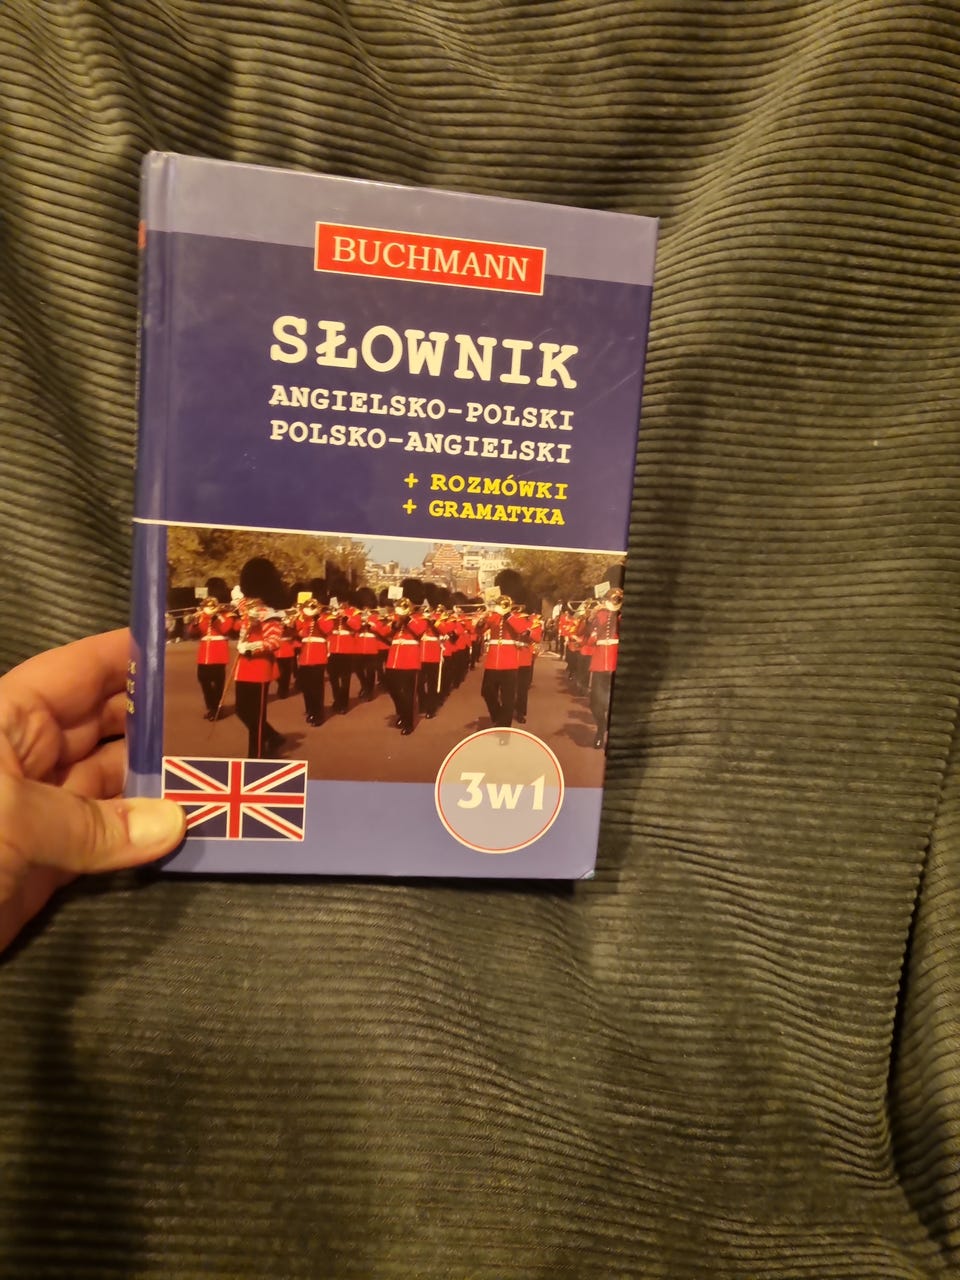 BUCHMANN
SŁOWNIK
ANGIELSKO-POLSKI
POLSKO-ANGIELSKI
+ ROZMÓWKI
+ GRAMATYKA
3w1